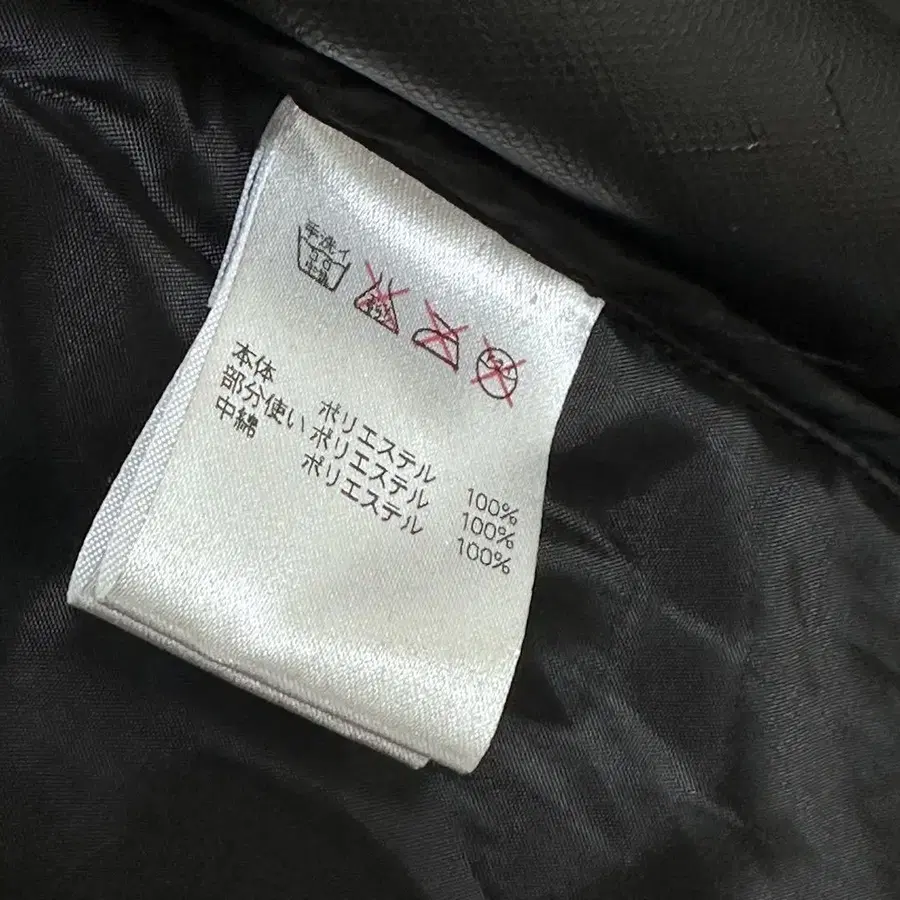 手洗イ
本体 ポリエステル 100%
部分使い ポリエステル 100%
中綿 ポリエステル 100%